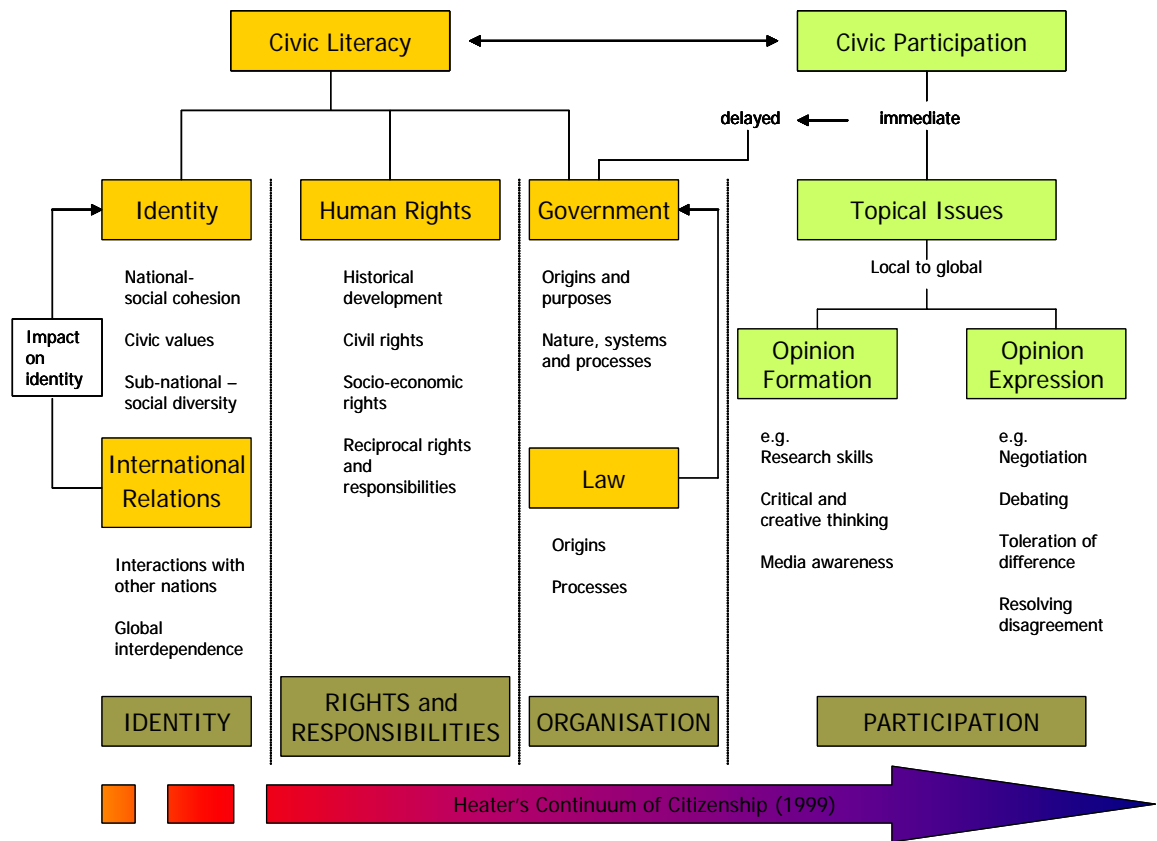 Civic Literacy
Civic Participation
delayed
immediate
Identity
Human Rights
Government
Topical Issues
National-
social cohesion
Civic values
Sub-national –
social diversity
Impact
on
identity
International
Relations
Interactions with
other nations
Global
interdependence
Historical
development
Civil rights
Socio-economic
rights
Reciprocal rights
and
responsibilities
Origins and
purposes
Nature, systems
and processes
Law
Origins
Processes
Local to global
Opinion
Formation
e.g.
Research skills
Critical and
creative thinking
Media awareness
Opinion
Expression
e.g.
Negotiation
Debating
Toleration of
difference
Resolving
disagreement
IDENTITY
RIGHTS and
RESPONSIBILITIES
ORGANISATION
PARTICIPATION
Heater's Continuum of Citizenship (1999)